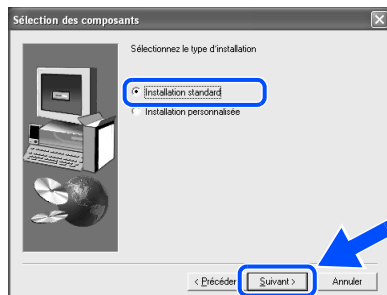 Sélection des composants
Sélectionnez le type d'installation
Installation standard
Installation personnalisée
< Précédent
Suivant >
Annuler